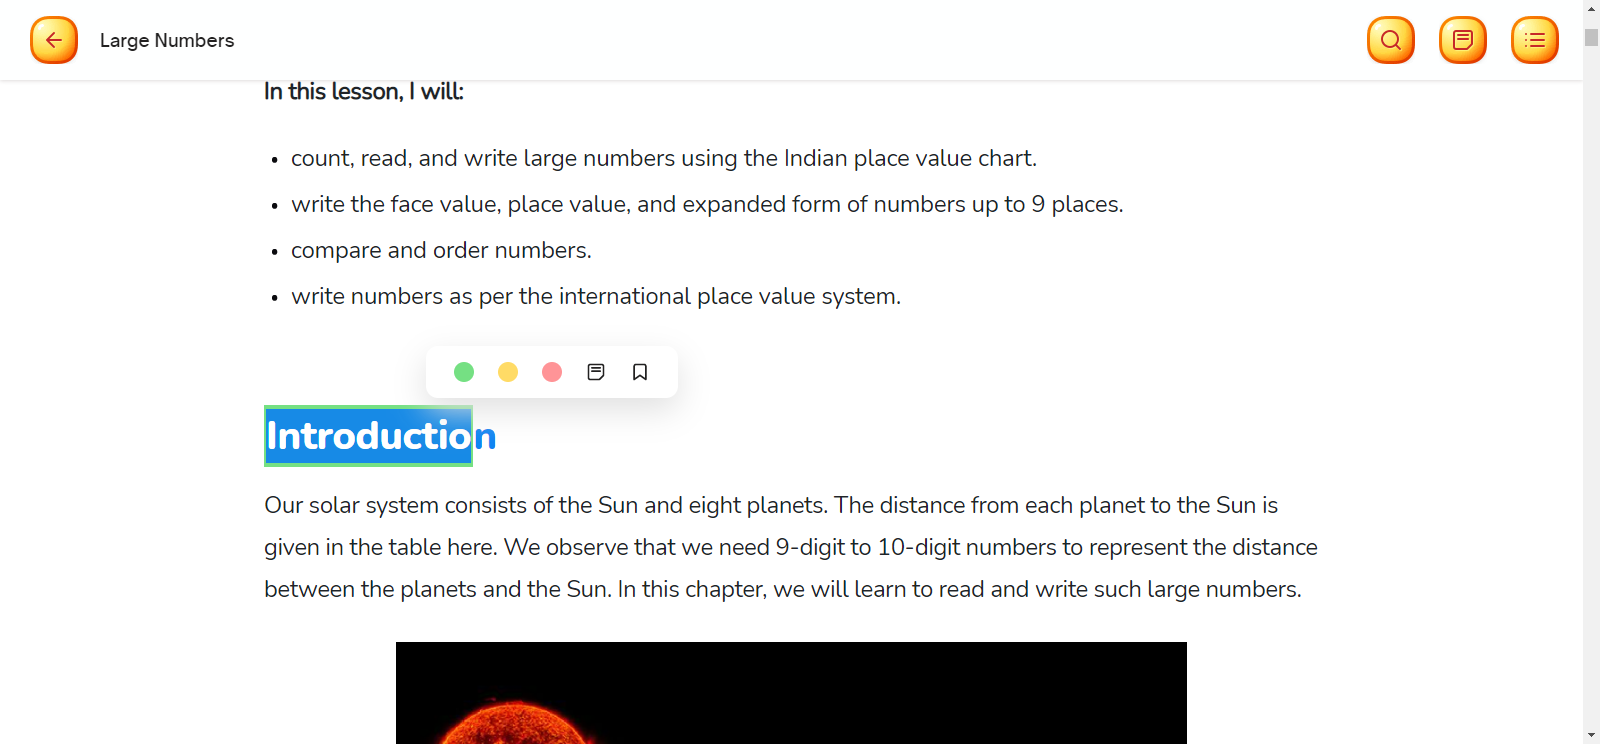 Large Numbers
In this lesson, I will:
count, read, and write large numbers using the Indian place value chart.
write the face value, place value, and expanded form of numbers up to 9 places.
compare and order numbers.
write numbers as per the international place value system.
Introduction
Our solar system consists of the Sun and eight planets. The distance from each planet to the Sun is
given in the table here. We observe that we need 9-digit to 10-digit numbers to represent the distance
between the planets and the Sun. In this chapter, we will learn to read and write such large numbers.